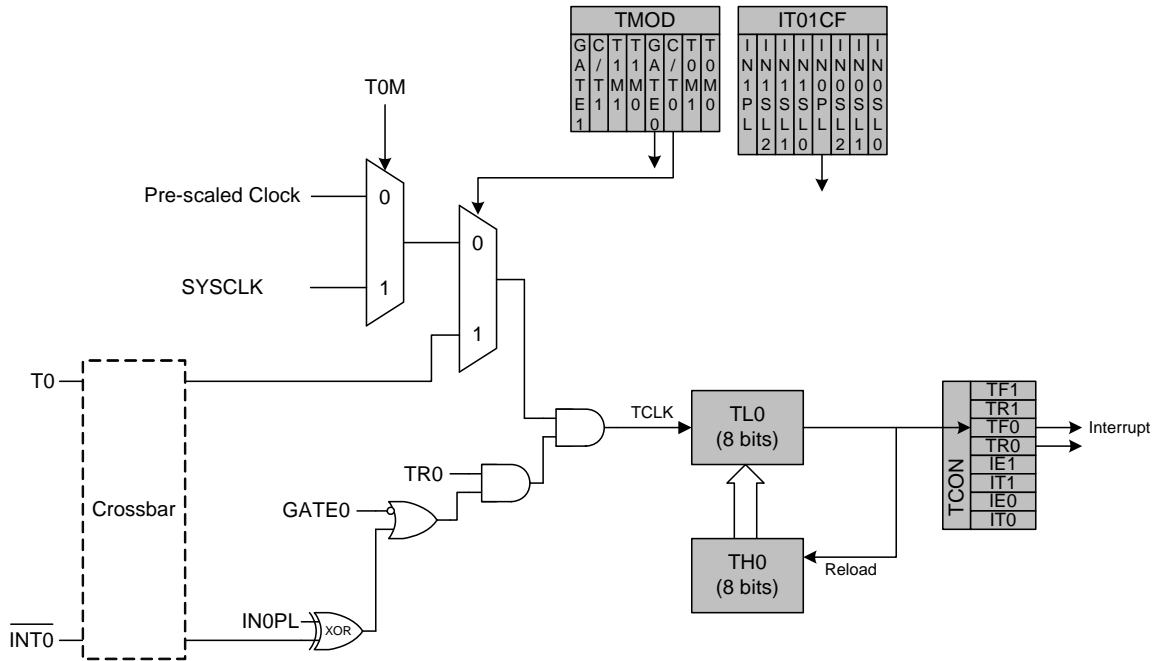 TMOD
GATE1
C/T1
T1M1
T1M0
GATE0
C/T0
T0M1
T0M0
IT01CF
IN1PL
IN1SL2
IN1SL1
IN1SL0
IN0PL
IN0SL2
IN0SL1
IN0SL0
T0M
Pre-scaled Clock
0
SYSCLK
1
0
1
T0
Crossbar
TR0
GATE0
IN0PL
XOR
INT0
TCLK
TL0
(8 bits)
TH0
(8 bits)
Reload
TCON
TF1
TR1
TF0
TR0
IE1
IT1
IE0
IT0
Interrupt